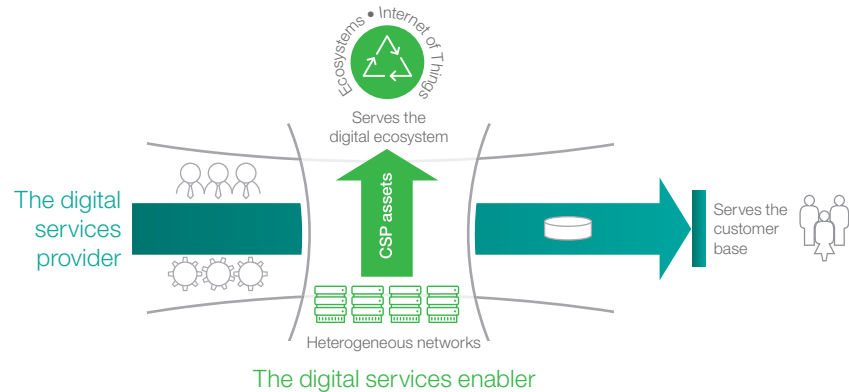 Ecosystems • Internet of Things
Serves the
digital ecosystem
The digital
services
provider
CSP assets
Serves the
customer
base
Heterogeneous networks
The digital services enabler